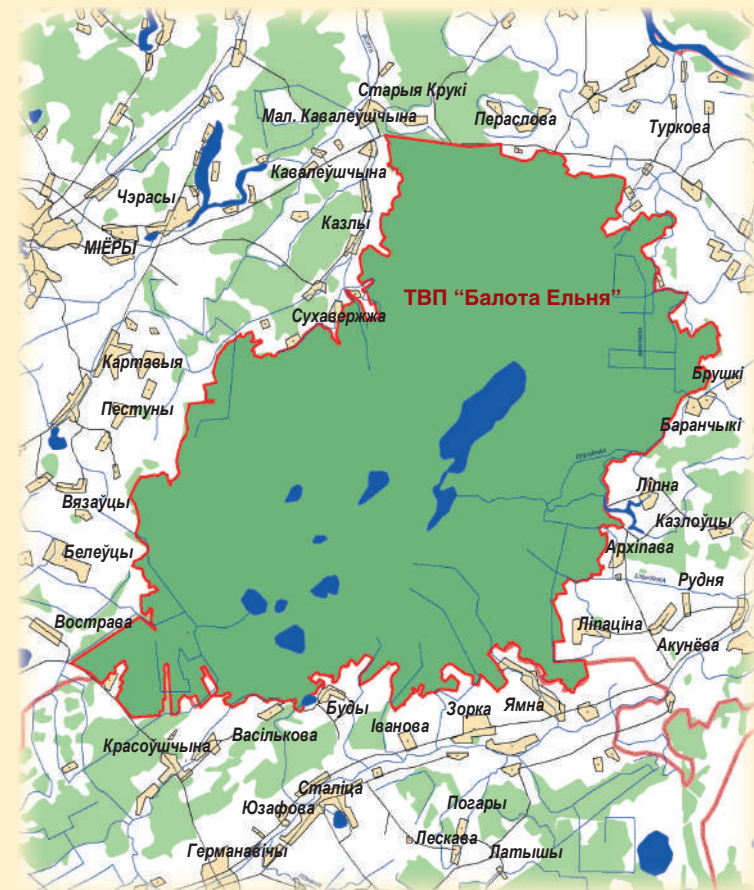 Старыя Крукі
Мал. Кавалеўшчына
Пераслова
Туркова
Кавалеўшчына
Чэрасы
Казлы
МІЁРЫ
ТВП “Балота Ельня”
Сухавержжа
Картавыя
Брушкі
Пестуны
Баранчыкі
Ліпна
Вязаўцы
Казлоўцы
Белеўцы
Архіпава
Рудня
ЕЛЬНЯНКА
Вострава
Ліпаціна
Акунёва
Ямна
Зорка
Буды
Іванова
Васількова
Красоўшчына
Сталіца
Юзафова
Погары
Лескава
Германавічы
Латышы